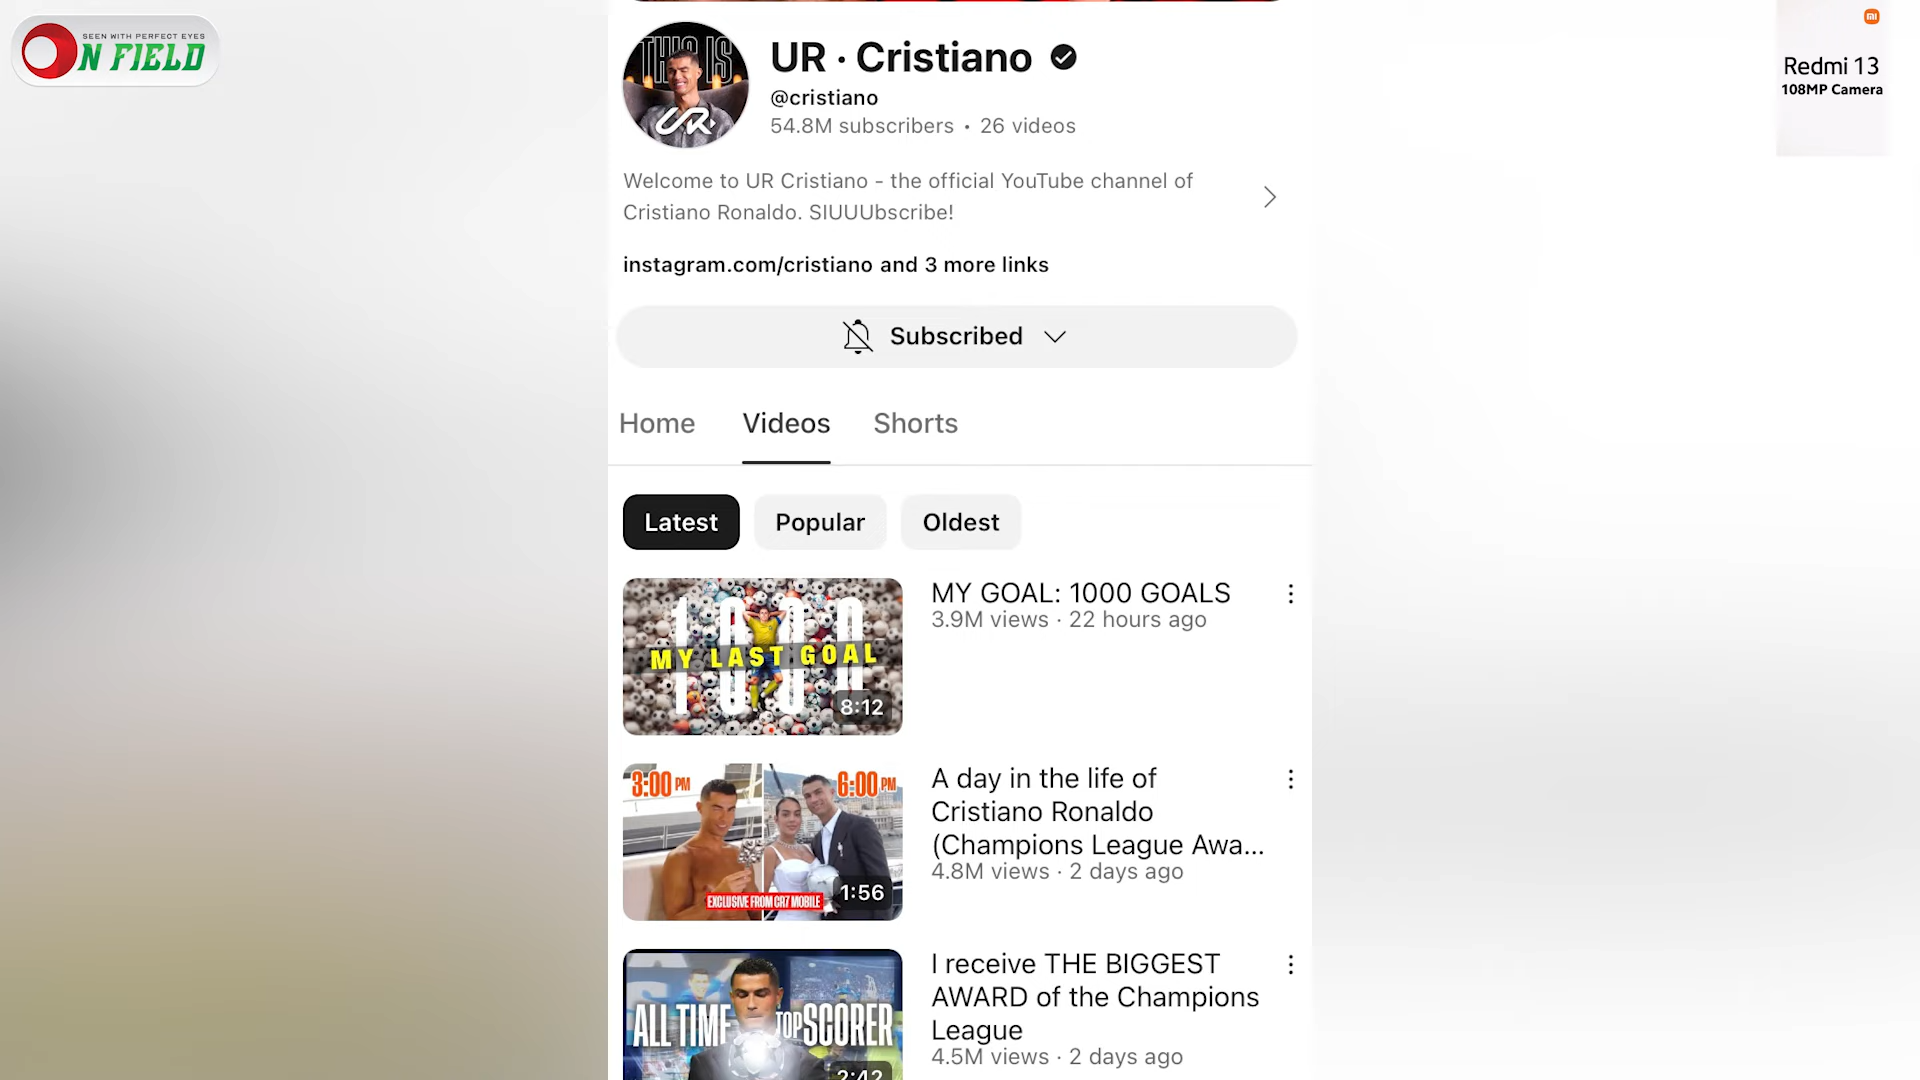 SEEN WITH PERFECT EYES
ON FIELD
Redmi 13
108MP Camera
THIS IS
UR
UR · Cristiano
@cristiano
54.8M subscribers • 26 videos
Welcome to UR Cristiano - the official YouTube channel of
Cristiano Ronaldo. SIUUUbscribe!
instagram.com/cristiano and 3 more links
Subscribed
Home Videos Shorts
Latest Popular Oldest
1000
MY LAST GOAL
8:12
MY GOAL: 1000 GOALS
3.9M views · 22 hours ago
3:00 PM 6:00 PM
EXCLUSIVE FROM CR7 MOBILE
1:56
A day in the life of
Cristiano Ronaldo
(Champions League Awa...
4.8M views · 2 days ago
ALL TIME TOP SCORER
2:42
I receive THE BIGGEST
AWARD of the Champions
League
4.5M views · 2 days ago